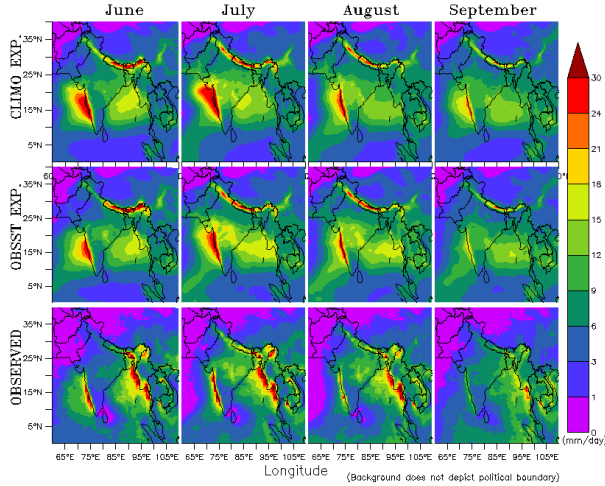 June July August September
CLIMO EXP.
35°N
25°N
15°N
5°N
OBSST EXP.
35°N
25°N
15°N
5°N
OBSERVED
35°N
25°N
15°N
5°N
30
24
21
18
15
12
9
6
3
1
0
(mm/day)
65°E 75°E 85°E 95°E 105°E 65°E 75°E 85°E 95°E 105°E 65°E 75°E 85°E 95°E 105°E 65°E 75°E 85°E 95°E 105°E
Longitude
(Background does not depict political boundary)